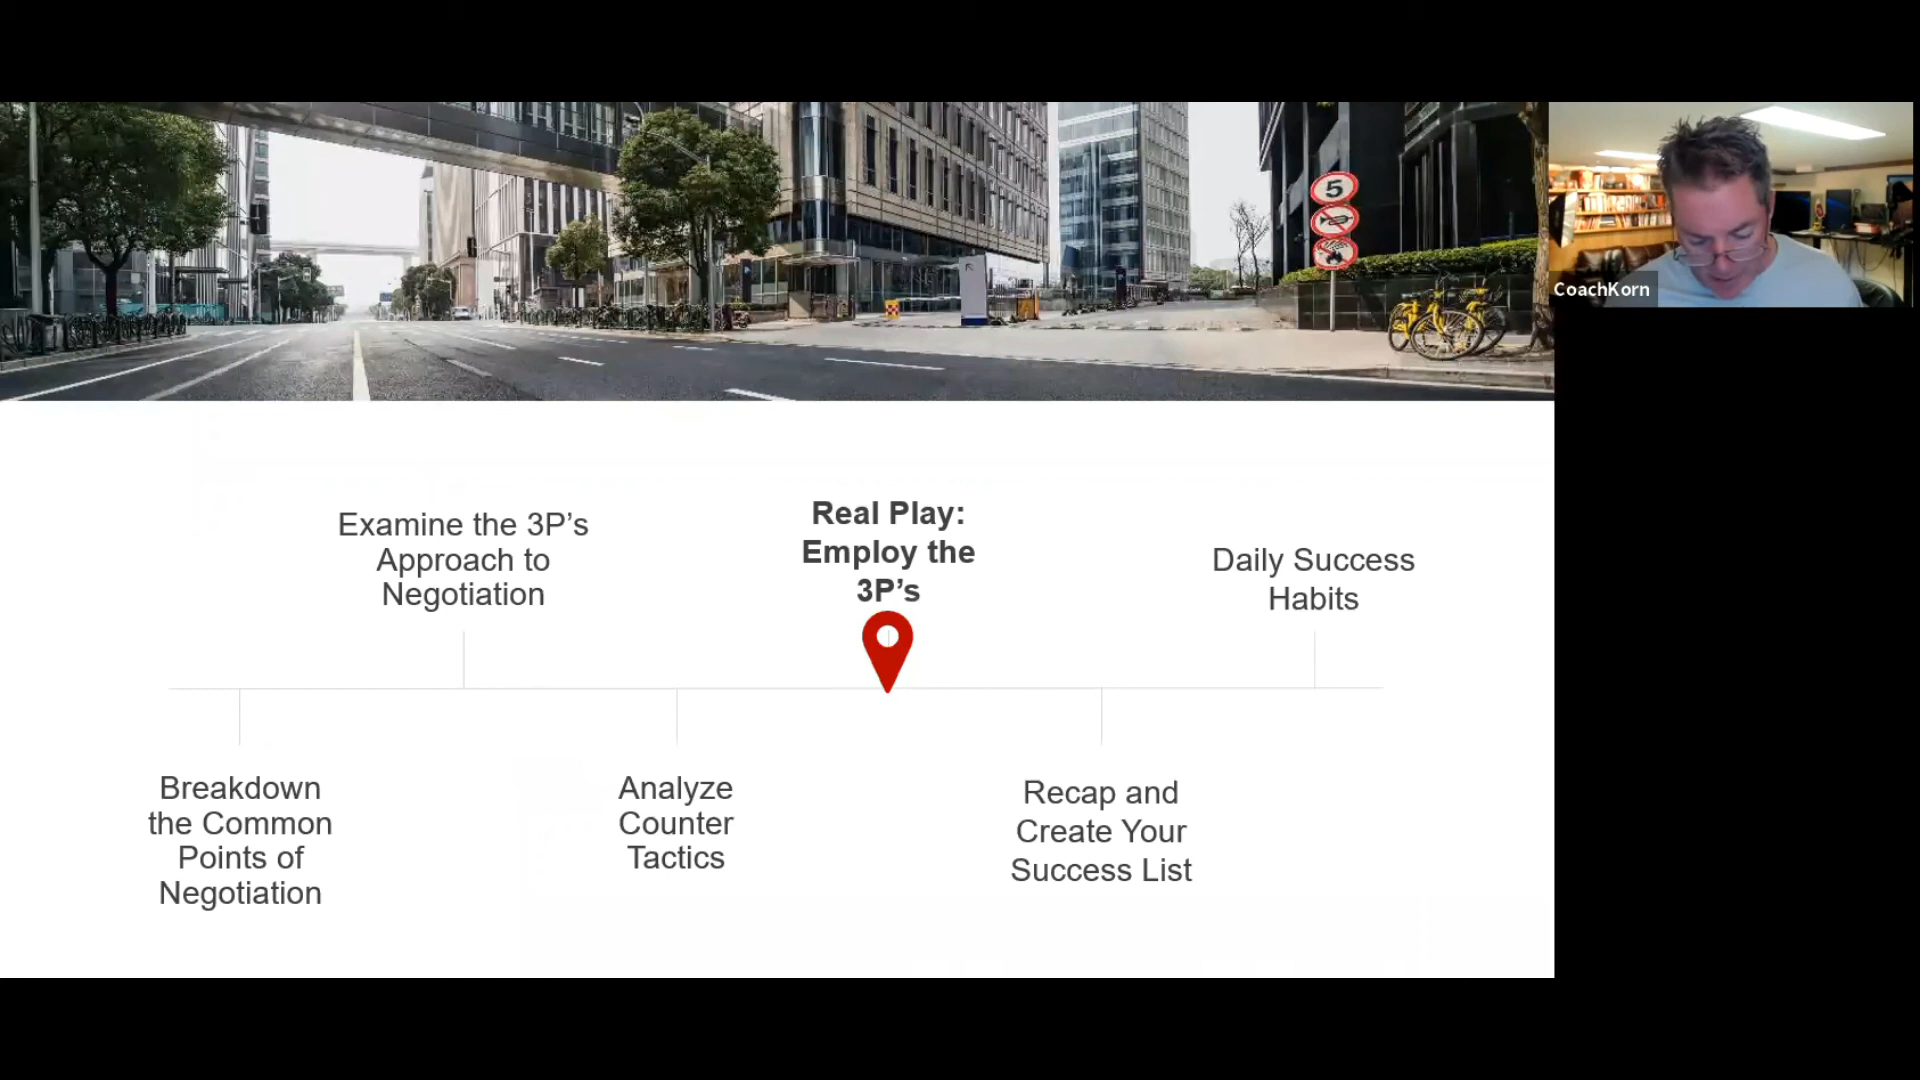 5
CoachKorn
Examine the 3P’s
Approach to
Negotiation
Real Play:
Employ the
3P’s
Daily Success
Habits
Breakdown
the Common
Points of
Negotiation
Analyze
Counter
Tactics
Recap and
Create Your
Success List